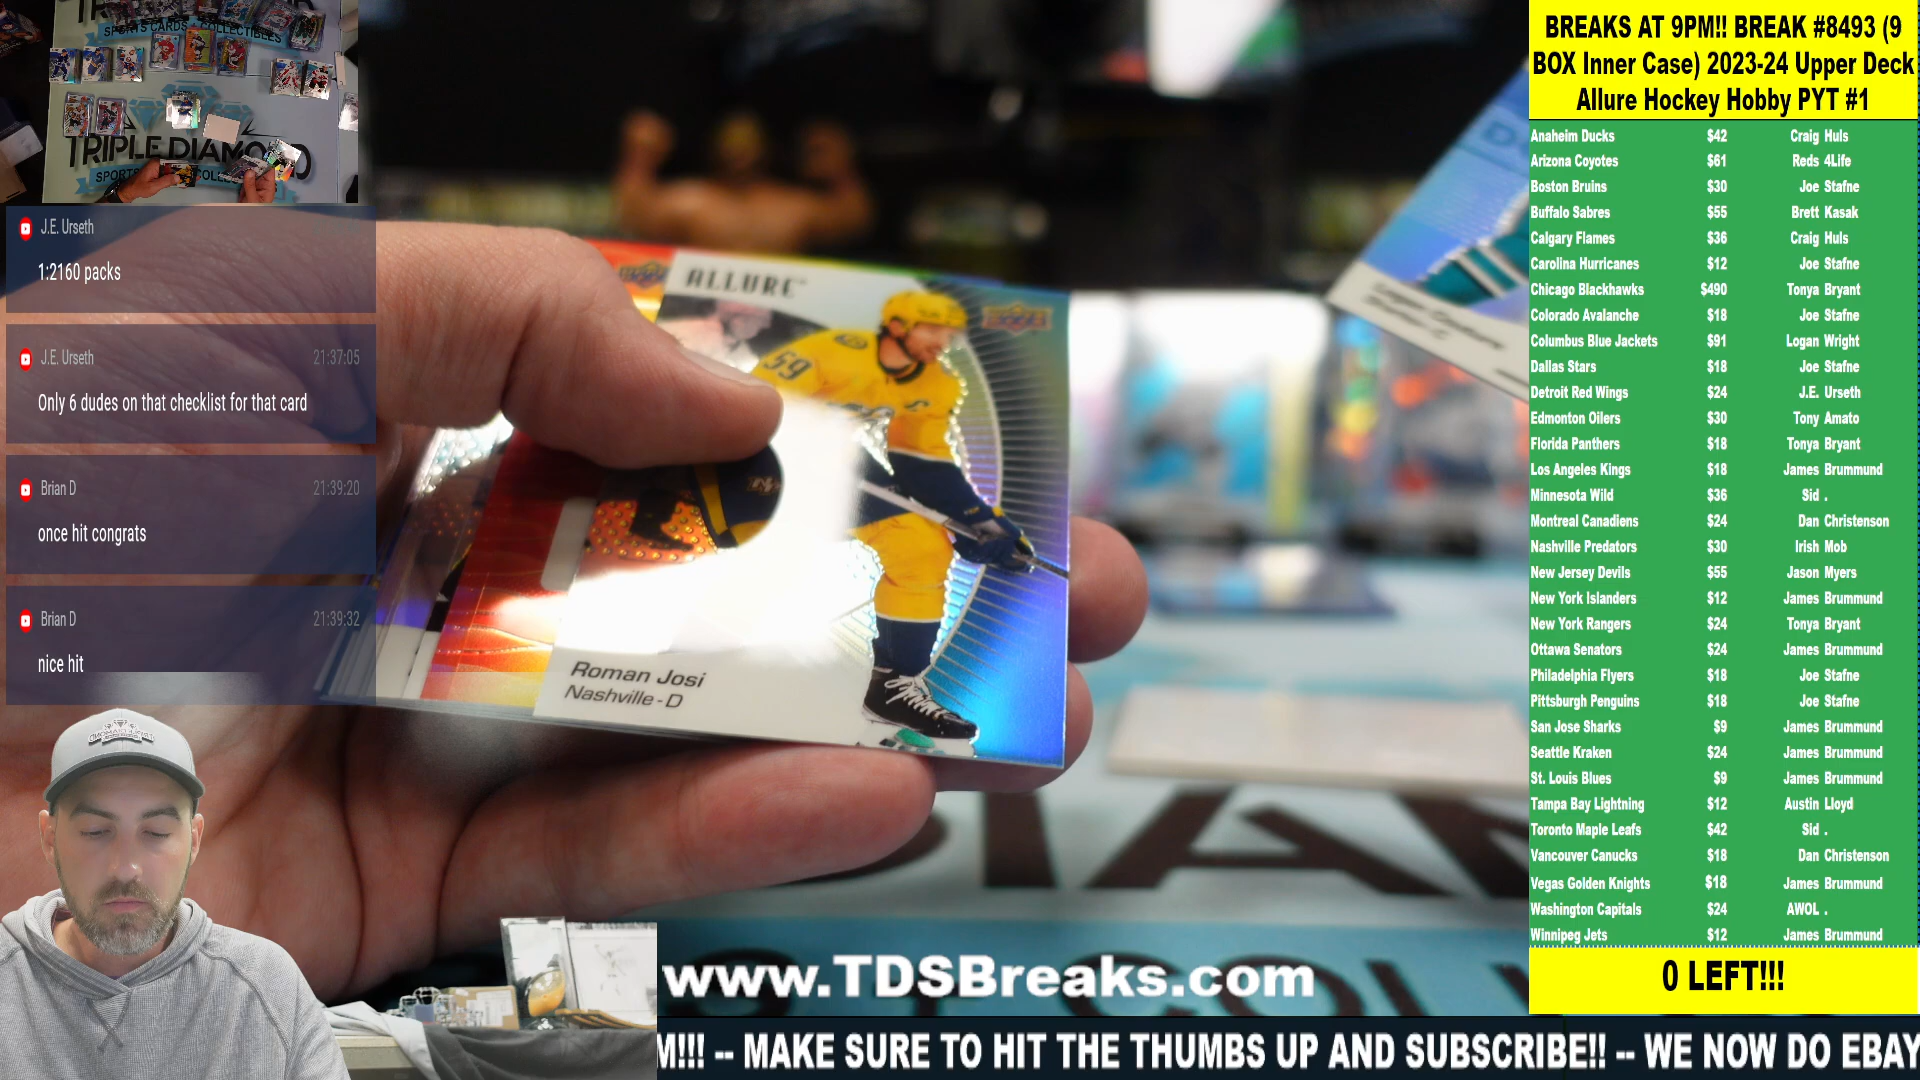 SPORTS CARDS + COLLECTIBLES
TRIPLE DIAMOND
J.E. Urseth
1:2160 packs
J.E. Urseth 21:37:05
Only 6 dudes on that checklist for that card
Brian D 21:39:20
once hit congrats
Brian D 21:39:32
nice hit
ALLURE
59
Roman Josi
Nashville - D
BREAKS AT 9PM!! BREAK #8493 (9
BOX Inner Case) 2023-24 Upper Deck
Allure Hockey Hobby PYT #1
Anaheim Ducks $42 Craig Huls
Arizona Coyotes $61 Reds 4Life
Boston Bruins $30 Joe Stafne
Buffalo Sabres $55 Brett Kasak
Calgary Flames $36 Craig Huls
Carolina Hurricanes $12 Joe Stafne
Chicago Blackhawks $490 Tonya Bryant
Colorado Avalanche $18 Joe Stafne
Columbus Blue Jackets $91 Logan Wright
Dallas Stars $18 Joe Stafne
Detroit Red Wings $24 J.E. Urseth
Edmonton Oilers $30 Tony Amato
Florida Panthers $18 Tonya Bryant
Los Angeles Kings $18 James Brummund
Minnesota Wild $36 Sid .
Montreal Canadiens $24 Dan Christenson
Nashville Predators $30 Irish Mob
New Jersey Devils $55 Jason Myers
New York Islanders $12 James Brummund
New York Rangers $24 Tonya Bryant
Ottawa Senators $24 James Brummund
Philadelphia Flyers $18 Joe Stafne
Pittsburgh Penguins $18 Joe Stafne
San Jose Sharks $9 James Brummund
Seattle Kraken $24 James Brummund
St. Louis Blues $9 James Brummund
Tampa Bay Lightning $12 Austin Lloyd
Toronto Maple Leafs $42 Sid .
Vancouver Canucks $18 Dan Christenson
Vegas Golden Knights $18 James Brummund
Washington Capitals $24 AWOL .
Winnipeg Jets $12 James Brummund
0 LEFT!!!
www.TDSBreaks.com
M!!! -- MAKE SURE TO HIT THE THUMBS UP AND SUBSCRIBE!! -- WE NOW DO EBAY